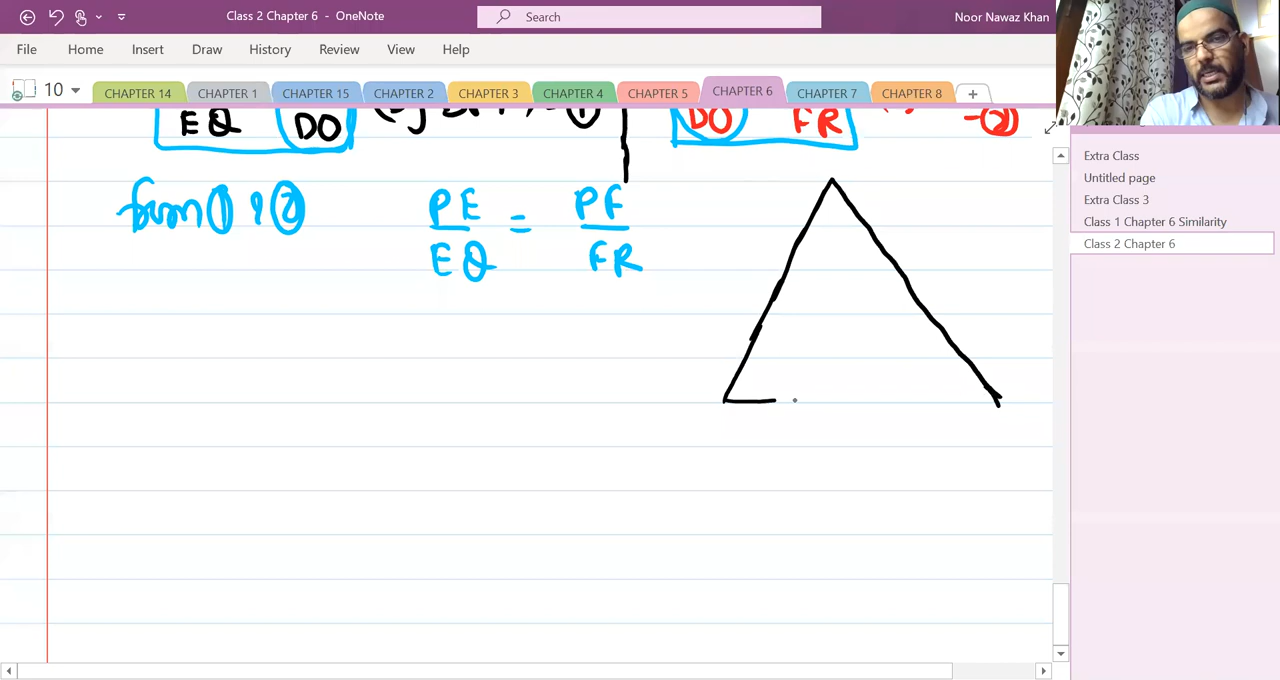 Class 2 Chapter 6 - OneNote
Search
Noor Nawaz Khan
File Home Insert Draw History Review View Help
10 CHAPTER 14 CHAPTER 1 CHAPTER 15 CHAPTER 2 CHAPTER 3 CHAPTER 4 CHAPTER 5 CHAPTER 6 CHAPTER 7 CHAPTER 8 +
Extra Class
Untitled page
Extra Class 3
Class 1 Chapter 6 Similarity
Class 2 Chapter 6
EQ DO
DO FR -②
from ① & ② PE = PF
EQ FR